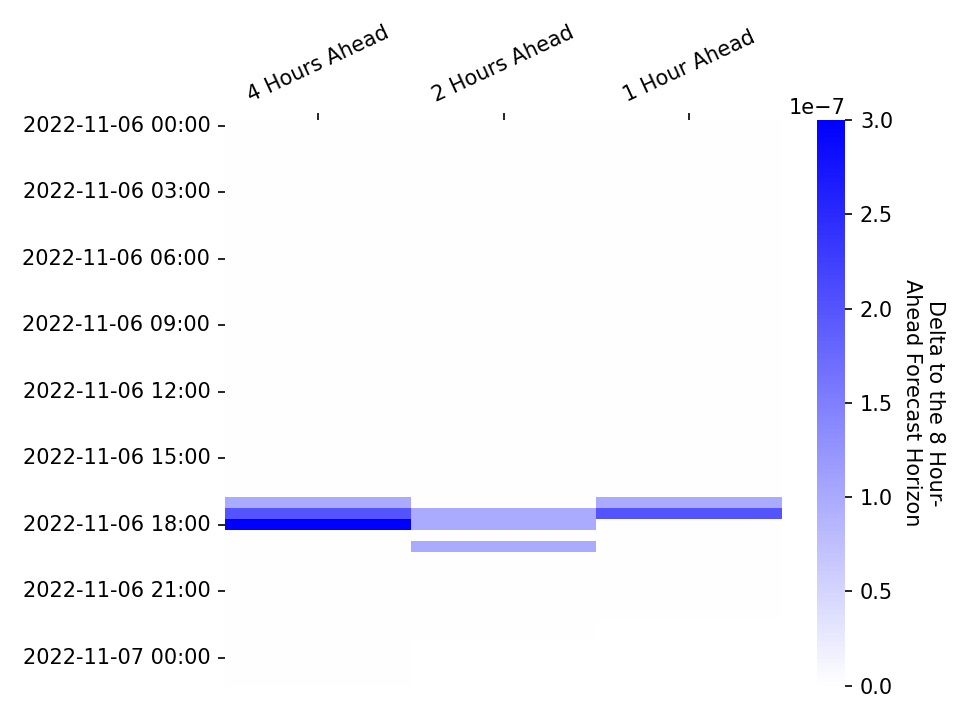 4 Hours Ahead
2 Hours Ahead
1 Hour Ahead
2022-11-06 00:00
2022-11-06 03:00
2022-11-06 06:00
2022-11-06 09:00
2022-11-06 12:00
2022-11-06 15:00
2022-11-06 18:00
2022-11-06 21:00
2022-11-07 00:00
1e−7
3.0
2.5
2.0
1.5
1.0
0.5
0.0
Delta to the 8 Hour-
Ahead Forecast Horizon